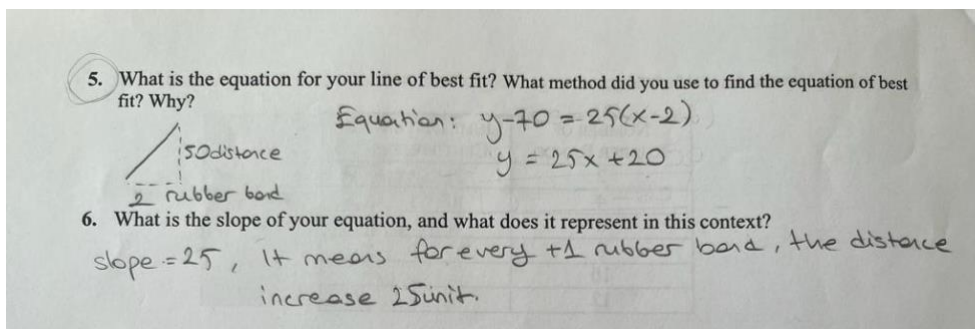 5. What is the equation for your line of best fit? What method did you use to find the equation of best
fit? Why?
Equation: y-70 = 25(x-2)
y = 25x +20
50distance
2 rubber band
6. What is the slope of your equation, and what does it represent in this context?
slope = 25, It means for every +1 rubber band, the distance
increase 25unit.